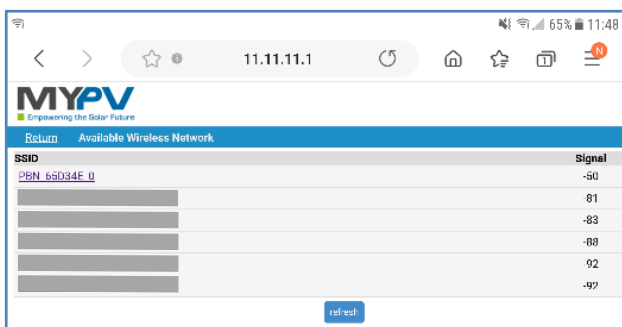 65% 11:48
11.11.11.1
1
N
MYPV
Empowering the Solar Future
Return Available Wireless Network
SSID Signal
PBN_65D34E_0 -50
-81
-83
-88
-92
-92
refresh